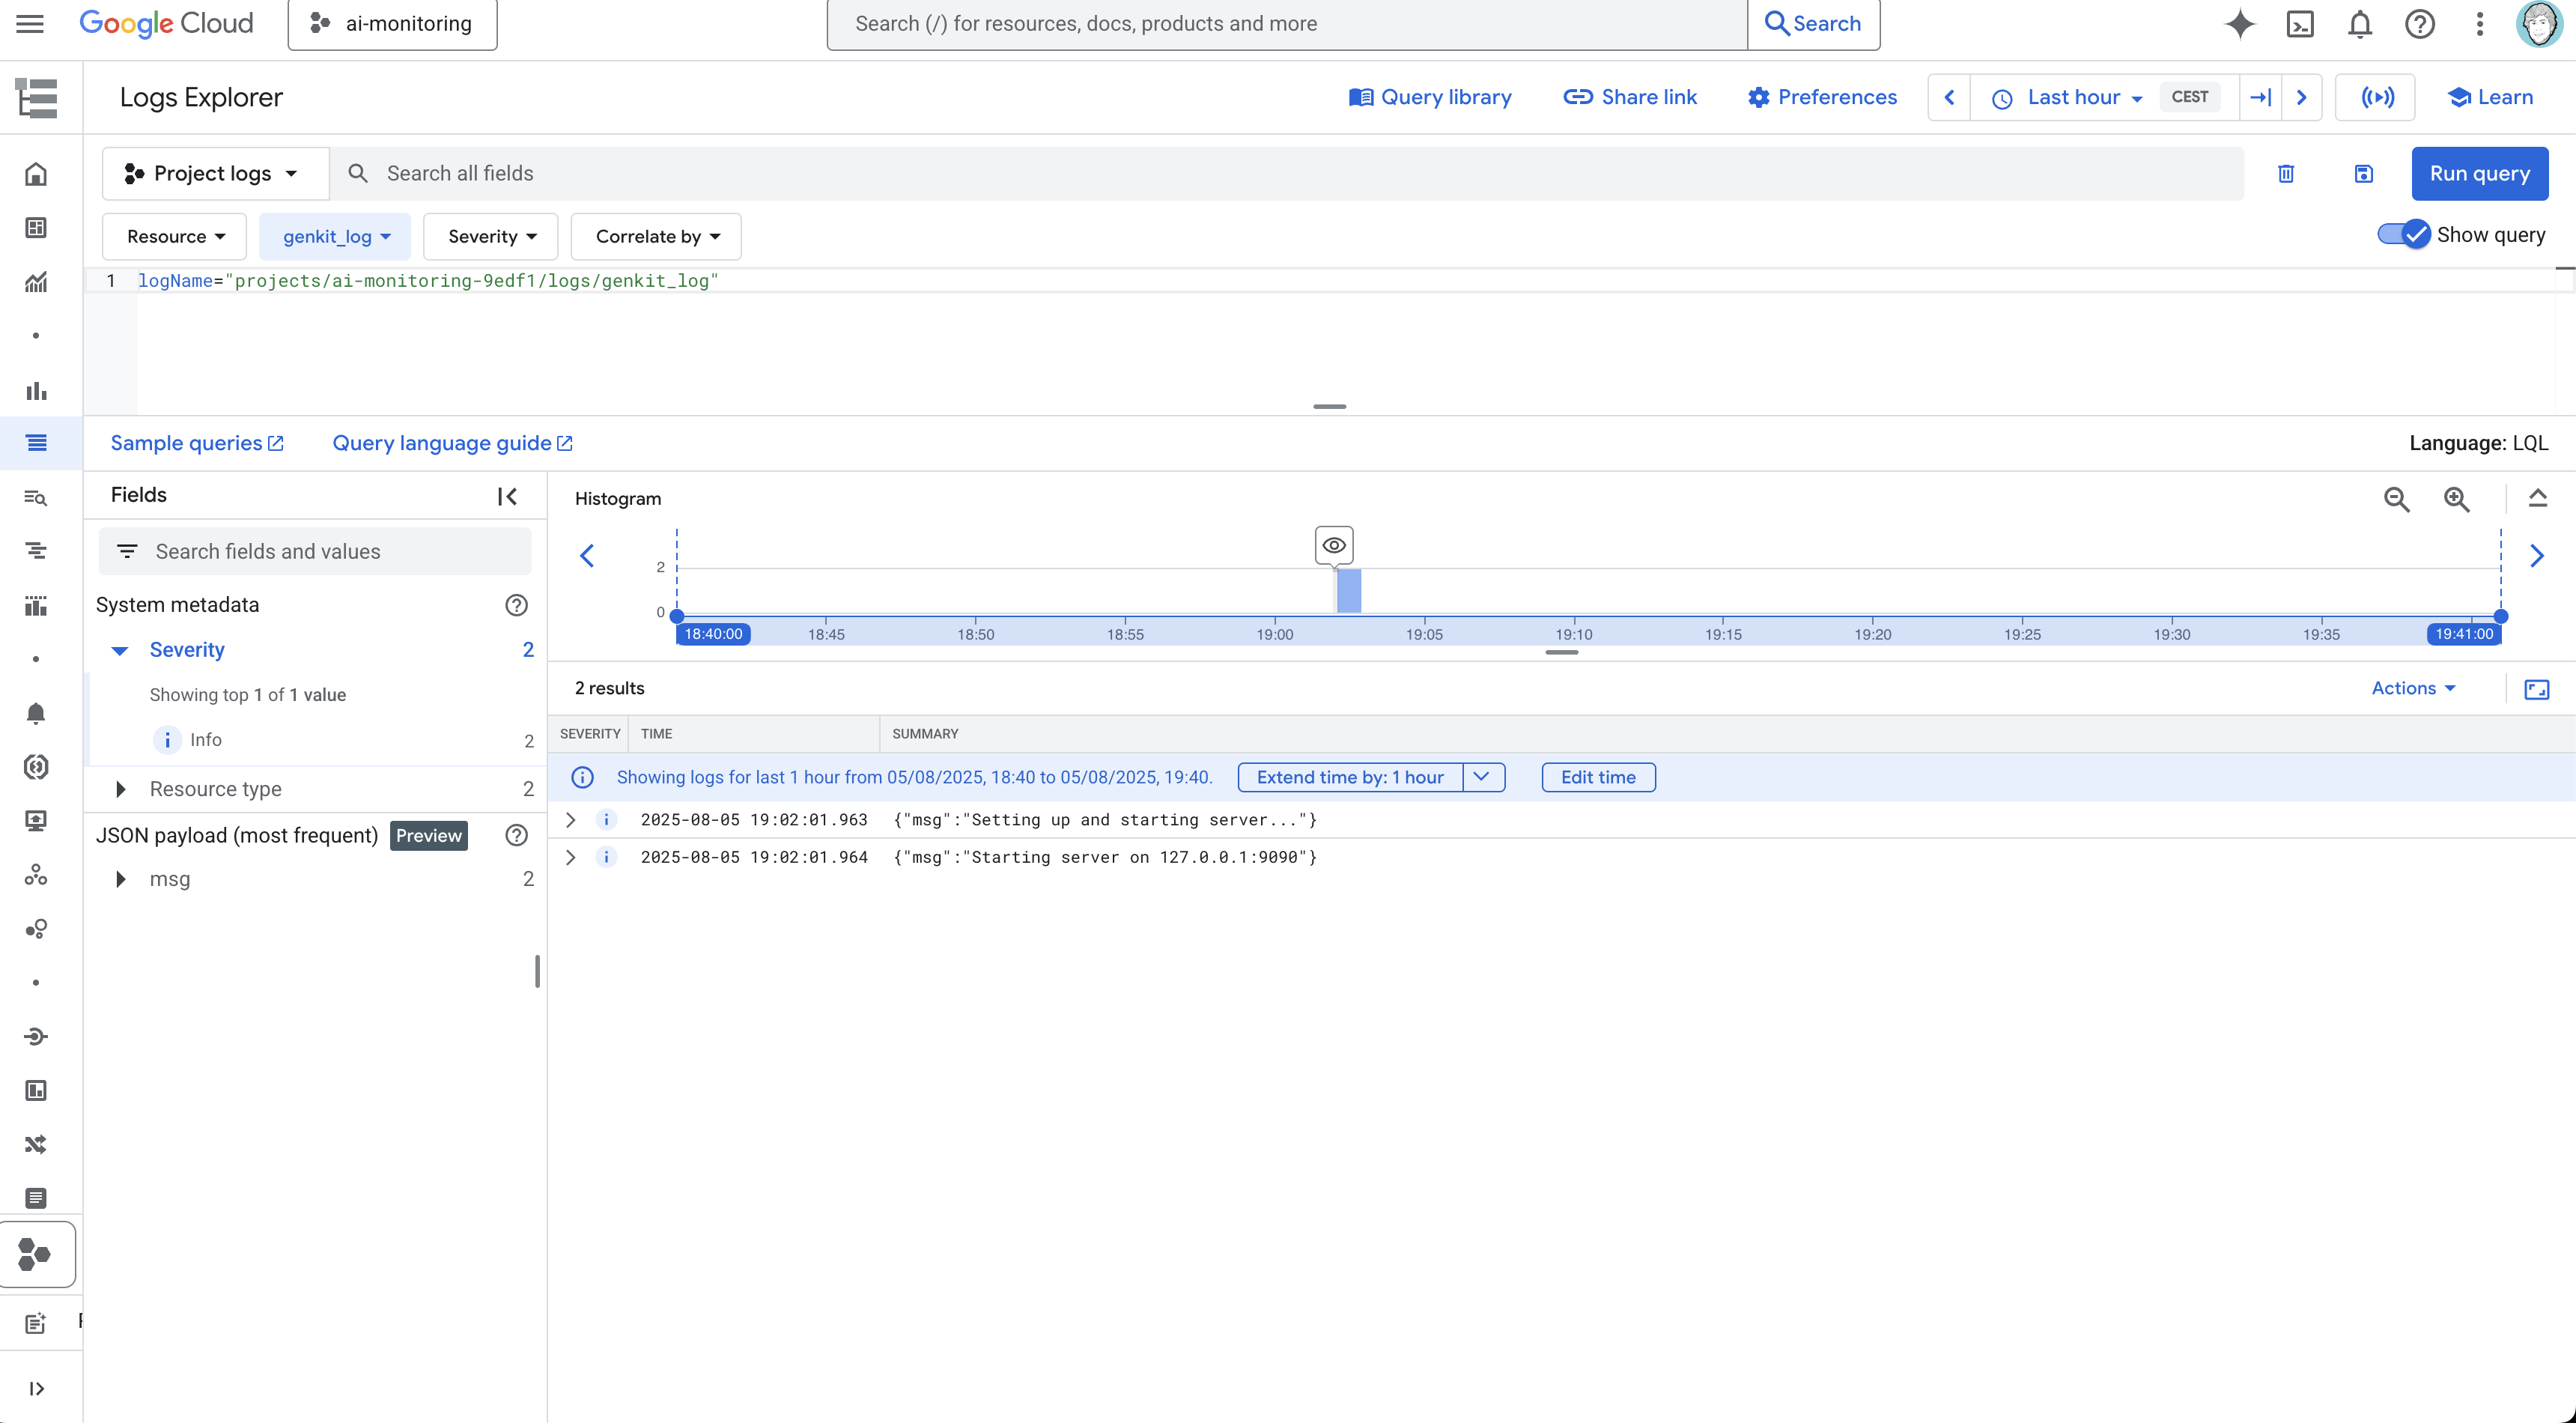 Google Cloud
ai-monitoring
Search (/) for resources, docs, products and more
Search
Logs Explorer
Query library
Share link
Preferences
Last hour
CEST
Learn
Project logs
Search all fields
Run query
Resource
genkit_log
Severity
Correlate by
Show query
1
logName="projects/ai-monitoring-9edf1/logs/genkit_log"
Sample queries
Query language guide
Language: LQL
Fields
Search fields and values
System metadata
Severity
2
Showing top 1 of 1 value
i
Info
2
Resource type
2
JSON payload (most frequent)
Preview
msg
2
Histogram
2
0
18:40:00
18:45
18:50
18:55
19:00
19:05
19:10
19:15
19:20
19:25
19:30
19:35
19:41:00
2 results
Actions
SEVERITY
TIME
SUMMARY
Showing logs for last 1 hour from 05/08/2025, 18:40 to 05/08/2025, 19:40.
Extend time by: 1 hour
Edit time
i 2025-08-05 19:02:01.963 {"msg":"Setting up and starting server..."}
i 2025-08-05 19:02:01.964 {"msg":"Starting server on 127.0.0.1:9090"}